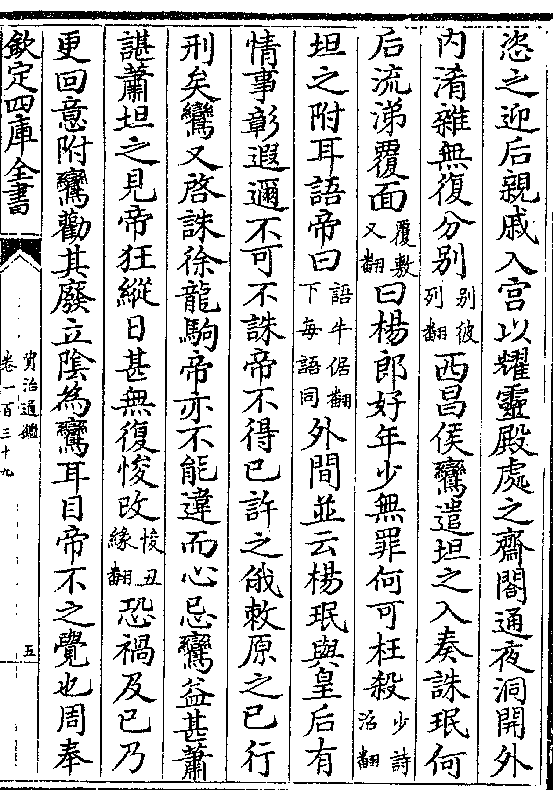 恣之迎后親戚入宫以耀靈殿處之齋閤通夜洞開外
内淆雜無復分别别彼列翻西昌侯鸞遣坦之入奏誅珉何
后流涕覆面覆敷又翻曰楊郎好年少無罪何可枉殺少詩沼翻
坦之附耳語帝曰語牛倨翻下每語同外間並云楊珉與皇后有
情事彰遐邇不可不誅帝不得已許之俄敕原之已行
刑矣鸞又啓誅徐龍駒帝亦不能違而心忌鸞益甚蕭
諶蕭坦之見帝狂縱日甚無復悛改悛丑緣翻恐禍及己乃
更回意附鸞勸其廢立陰為鸞耳目帝不之覺也周奉
欽定四庫全書
資治通鑑
卷一百三十九
五